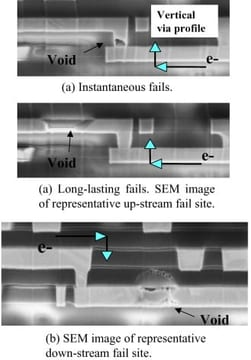 Vertical
via profile
Void
e-
(a) Instantaneous fails.
e-
Void
(a) Long-lasting fails. SEM image
of representative up-stream fail site.
e-
Void
(b) SEM image of representative
down-stream fail site.